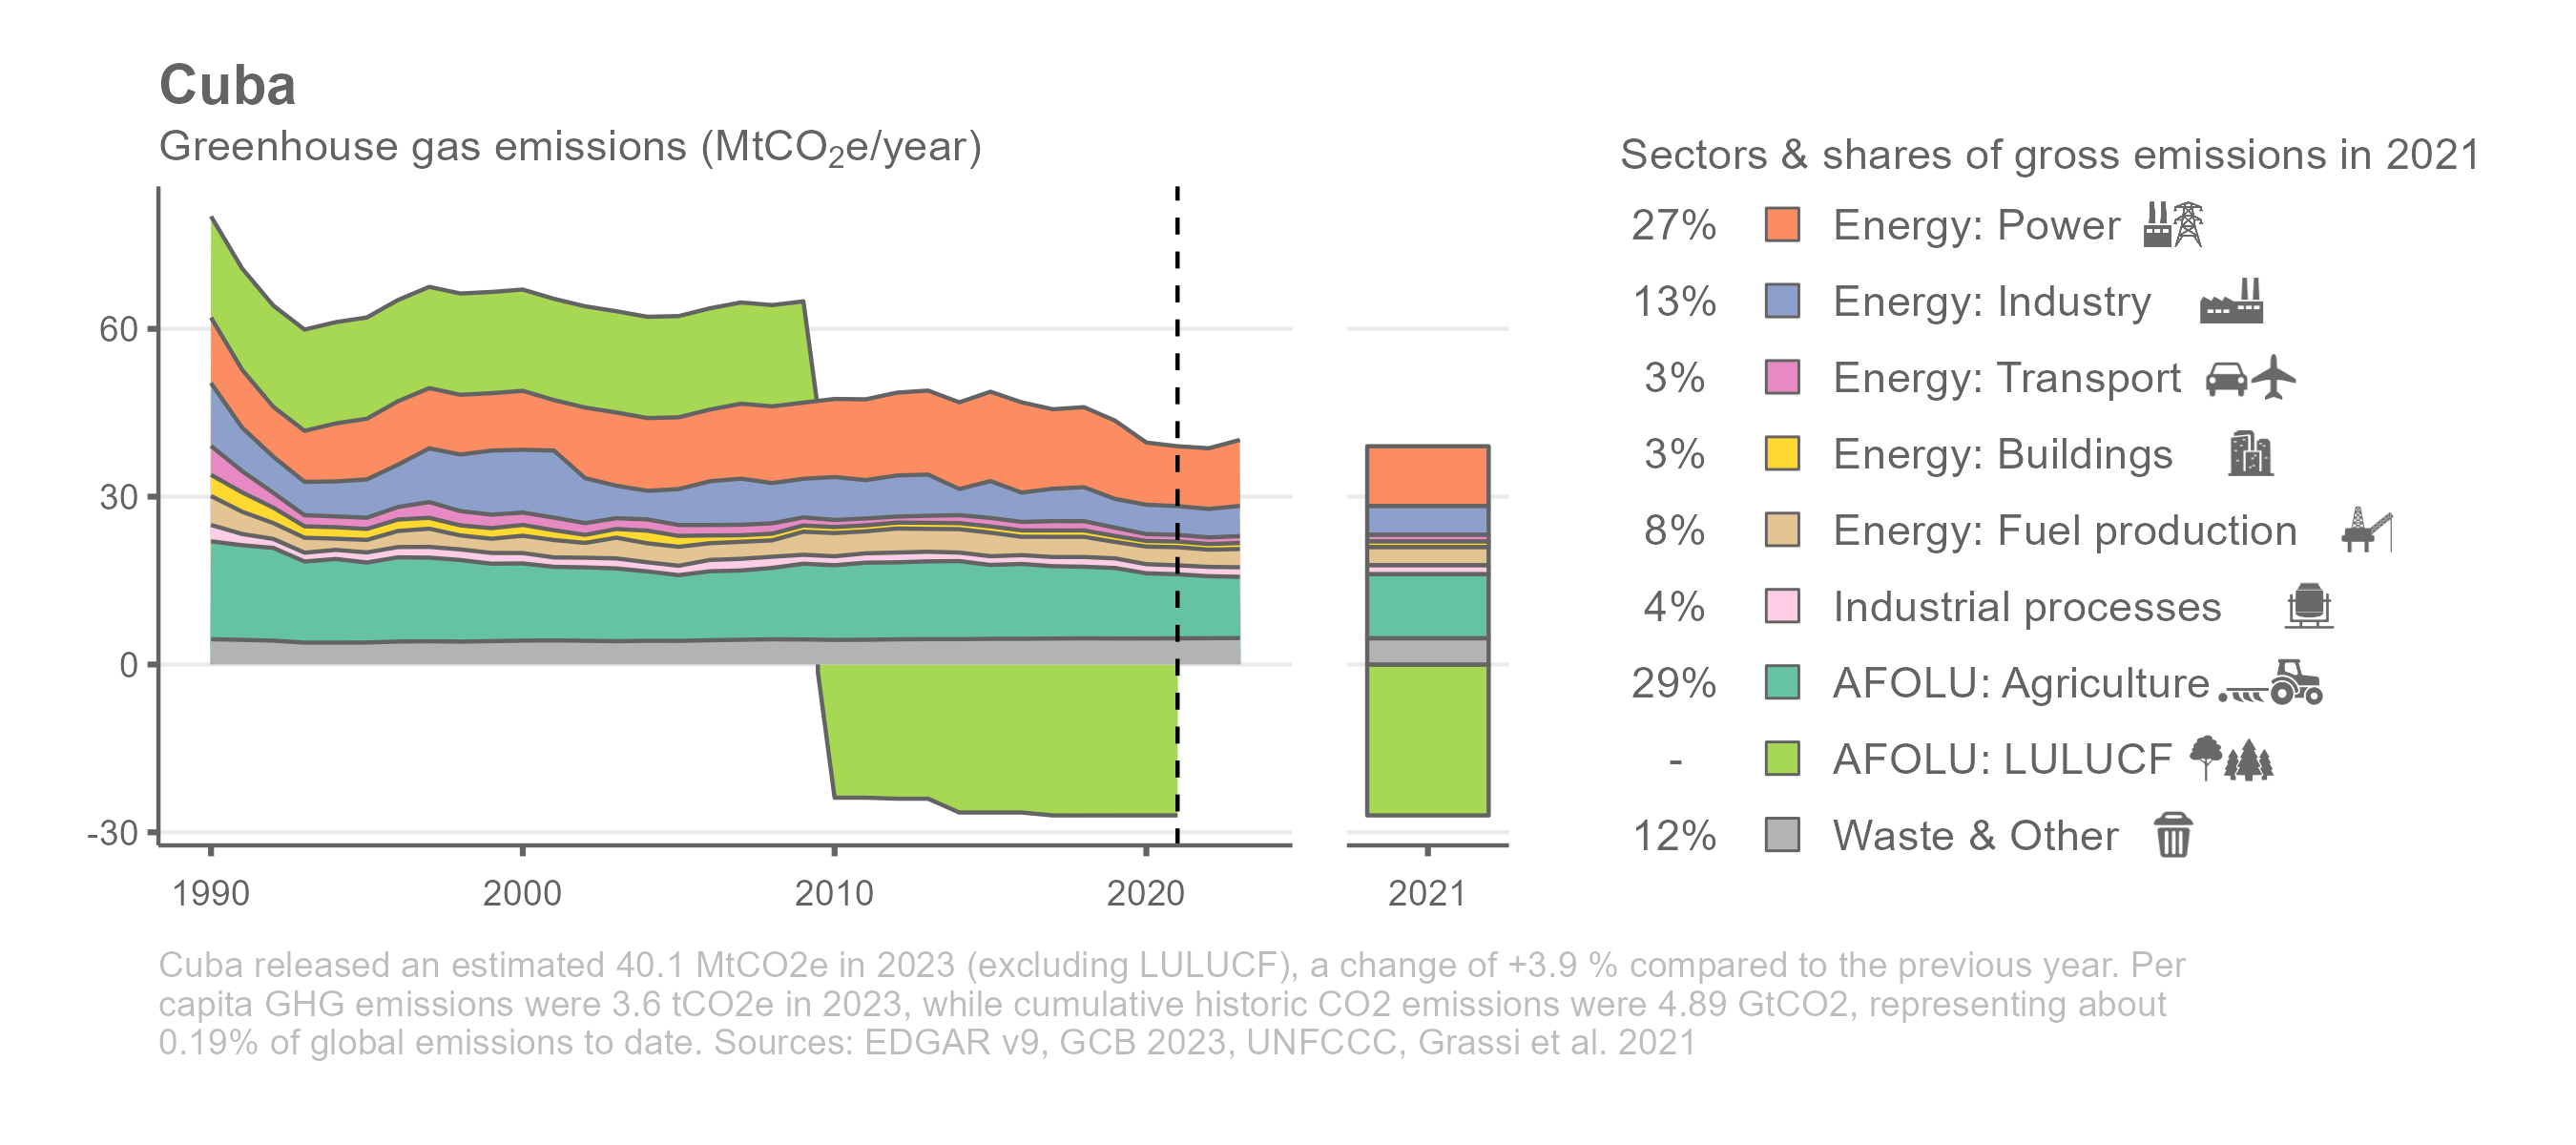 Cuba
Greenhouse gas emissions (MtCO₂e/year)
60
30
0
-30
1990 2000 2010 2020 2021
Sectors & shares of gross emissions in 2021
27% Energy: Power
13% Energy: Industry
3% Energy: Transport
3% Energy: Buildings
8% Energy: Fuel production
4% Industrial processes
29% AFOLU: Agriculture
- AFOLU: LULUCF
12% Waste & Other
Cuba released an estimated 40.1 MtCO2e in 2023 (excluding LULUCF), a change of +3.9 % compared to the previous year. Per
capita GHG emissions were 3.6 tCO2e in 2023, while cumulative historic CO2 emissions were 4.89 GtCO2, representing about
0.19% of global emissions to date. Sources: EDGAR v9, GCB 2023, UNFCCC, Grassi et al. 2021